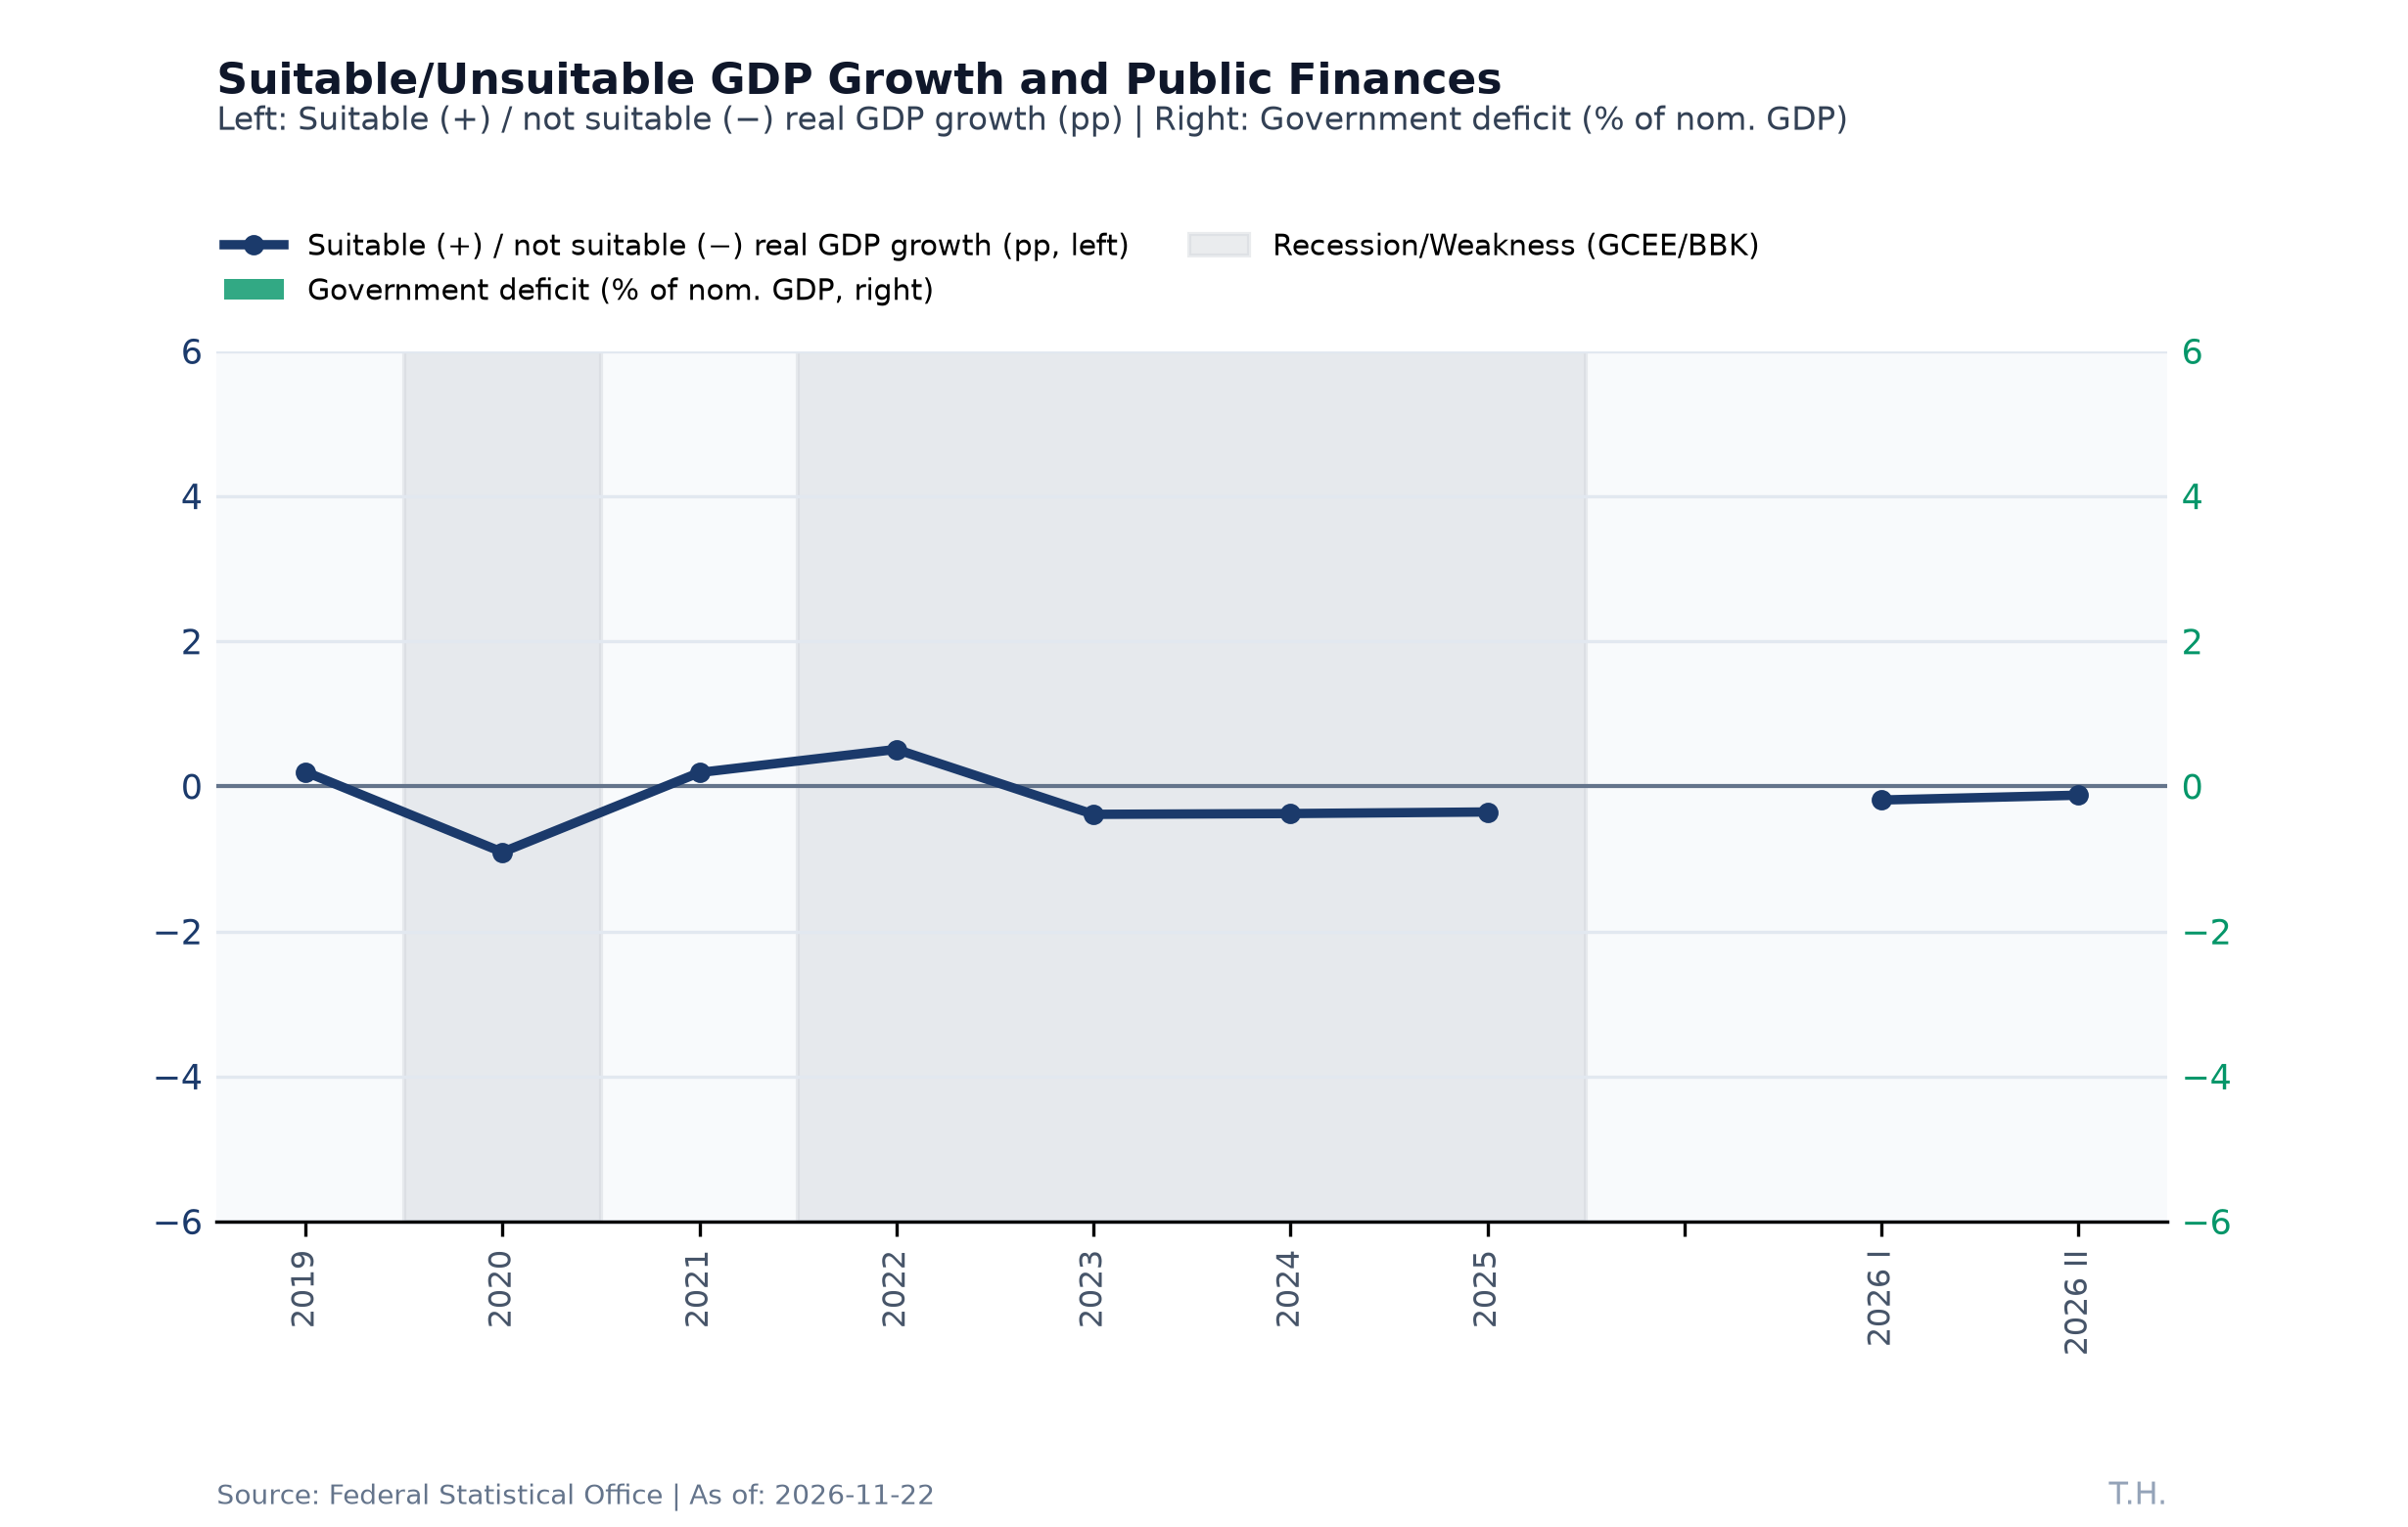 Suitable/Unsuitable GDP Growth and Public Finances
Left: Suitable (+) / not suitable (−) real GDP growth (pp) | Right: Government deficit (% of nom. GDP)
Suitable (+) / not suitable (−) real GDP growth (pp, left)
Recession/Weakness (GCEE/BBK)
Government deficit (% of nom. GDP, right)
6 6
4 4
2 2
0 0
−2 −2
−4 −4
−6 −6
2019
2020
2021
2022
2023
2024
2025
2026 I
2026 II
Source: Federal Statistical Office | As of: 2026-11-22
T.H.